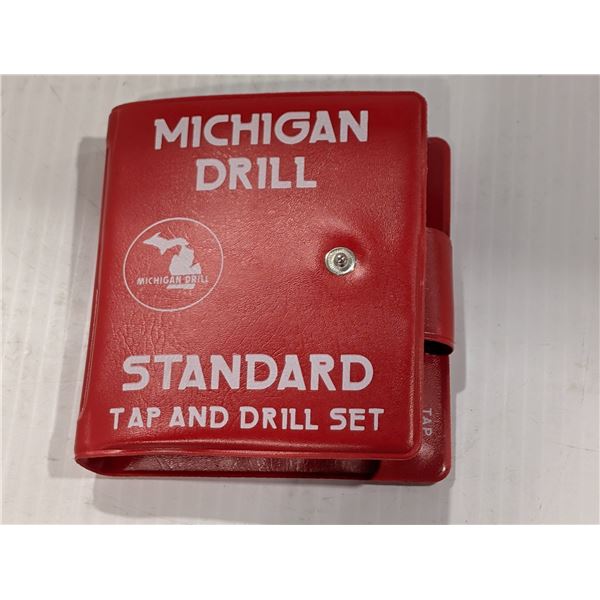 MICHIGAN
DRILL
MICHIGAN DRILL
STANDARD
TAP AND DRILL SET
TAP